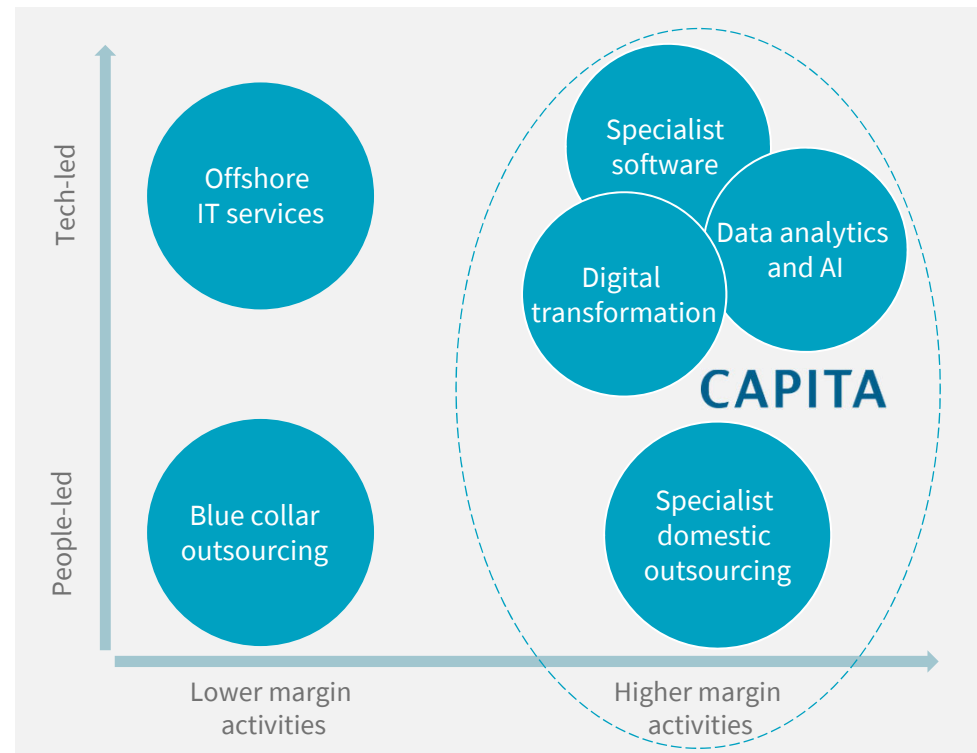 Tech-led
People-led
Offshore
IT services
Specialist
software
Data analytics
and AI
Digital
transformation
CAPITA
Blue collar
outsourcing
Specialist
domestic
outsourcing
Lower margin
activities
Higher margin
activities